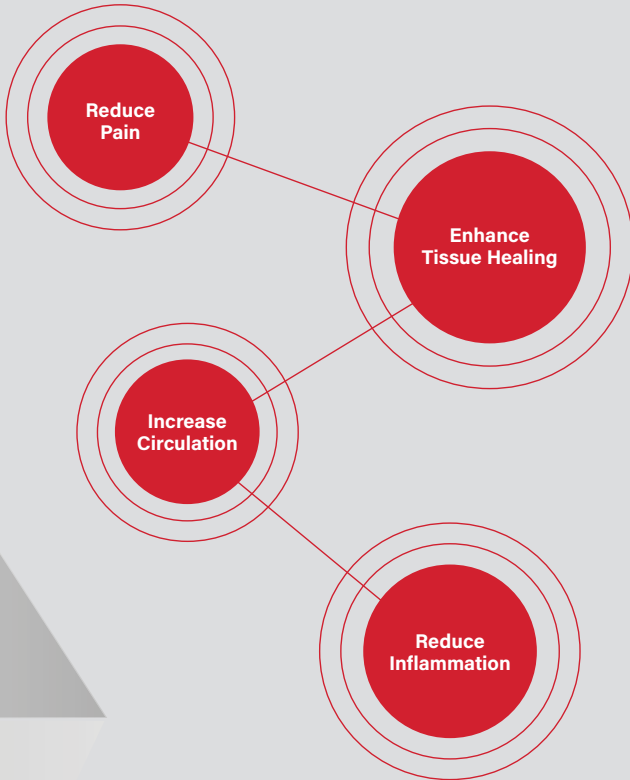 Reduce
Pain
Enhance
Tissue Healing
Increase
Circulation
Reduce
Inflammation